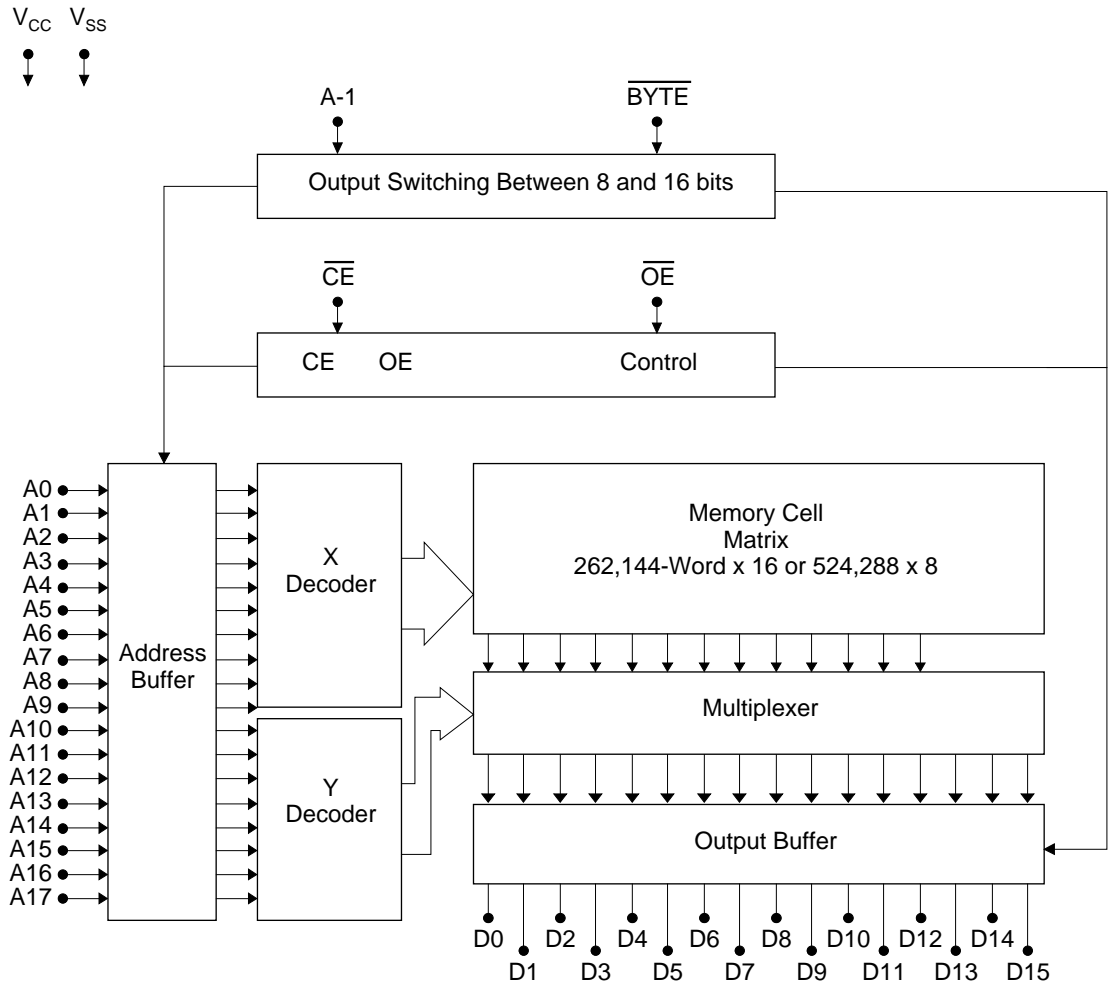 VCC VSS
A-1 BYTE
Output Switching Between 8 and 16 bits
CE OE
CE OE Control
A0
A1
A2
A3
A4
A5
A6
A7
A8
A9
A10
A11
A12
A13
A14
A15
A16
A17
Address
Buffer
X
Decoder
Y
Decoder
Memory Cell
Matrix
262,144-Word x 16 or 524,288 x 8
Multiplexer
Output Buffer
D0 D2 D4 D6 D8 D10 D12 D14
D1 D3 D5 D7 D9 D11 D13 D15